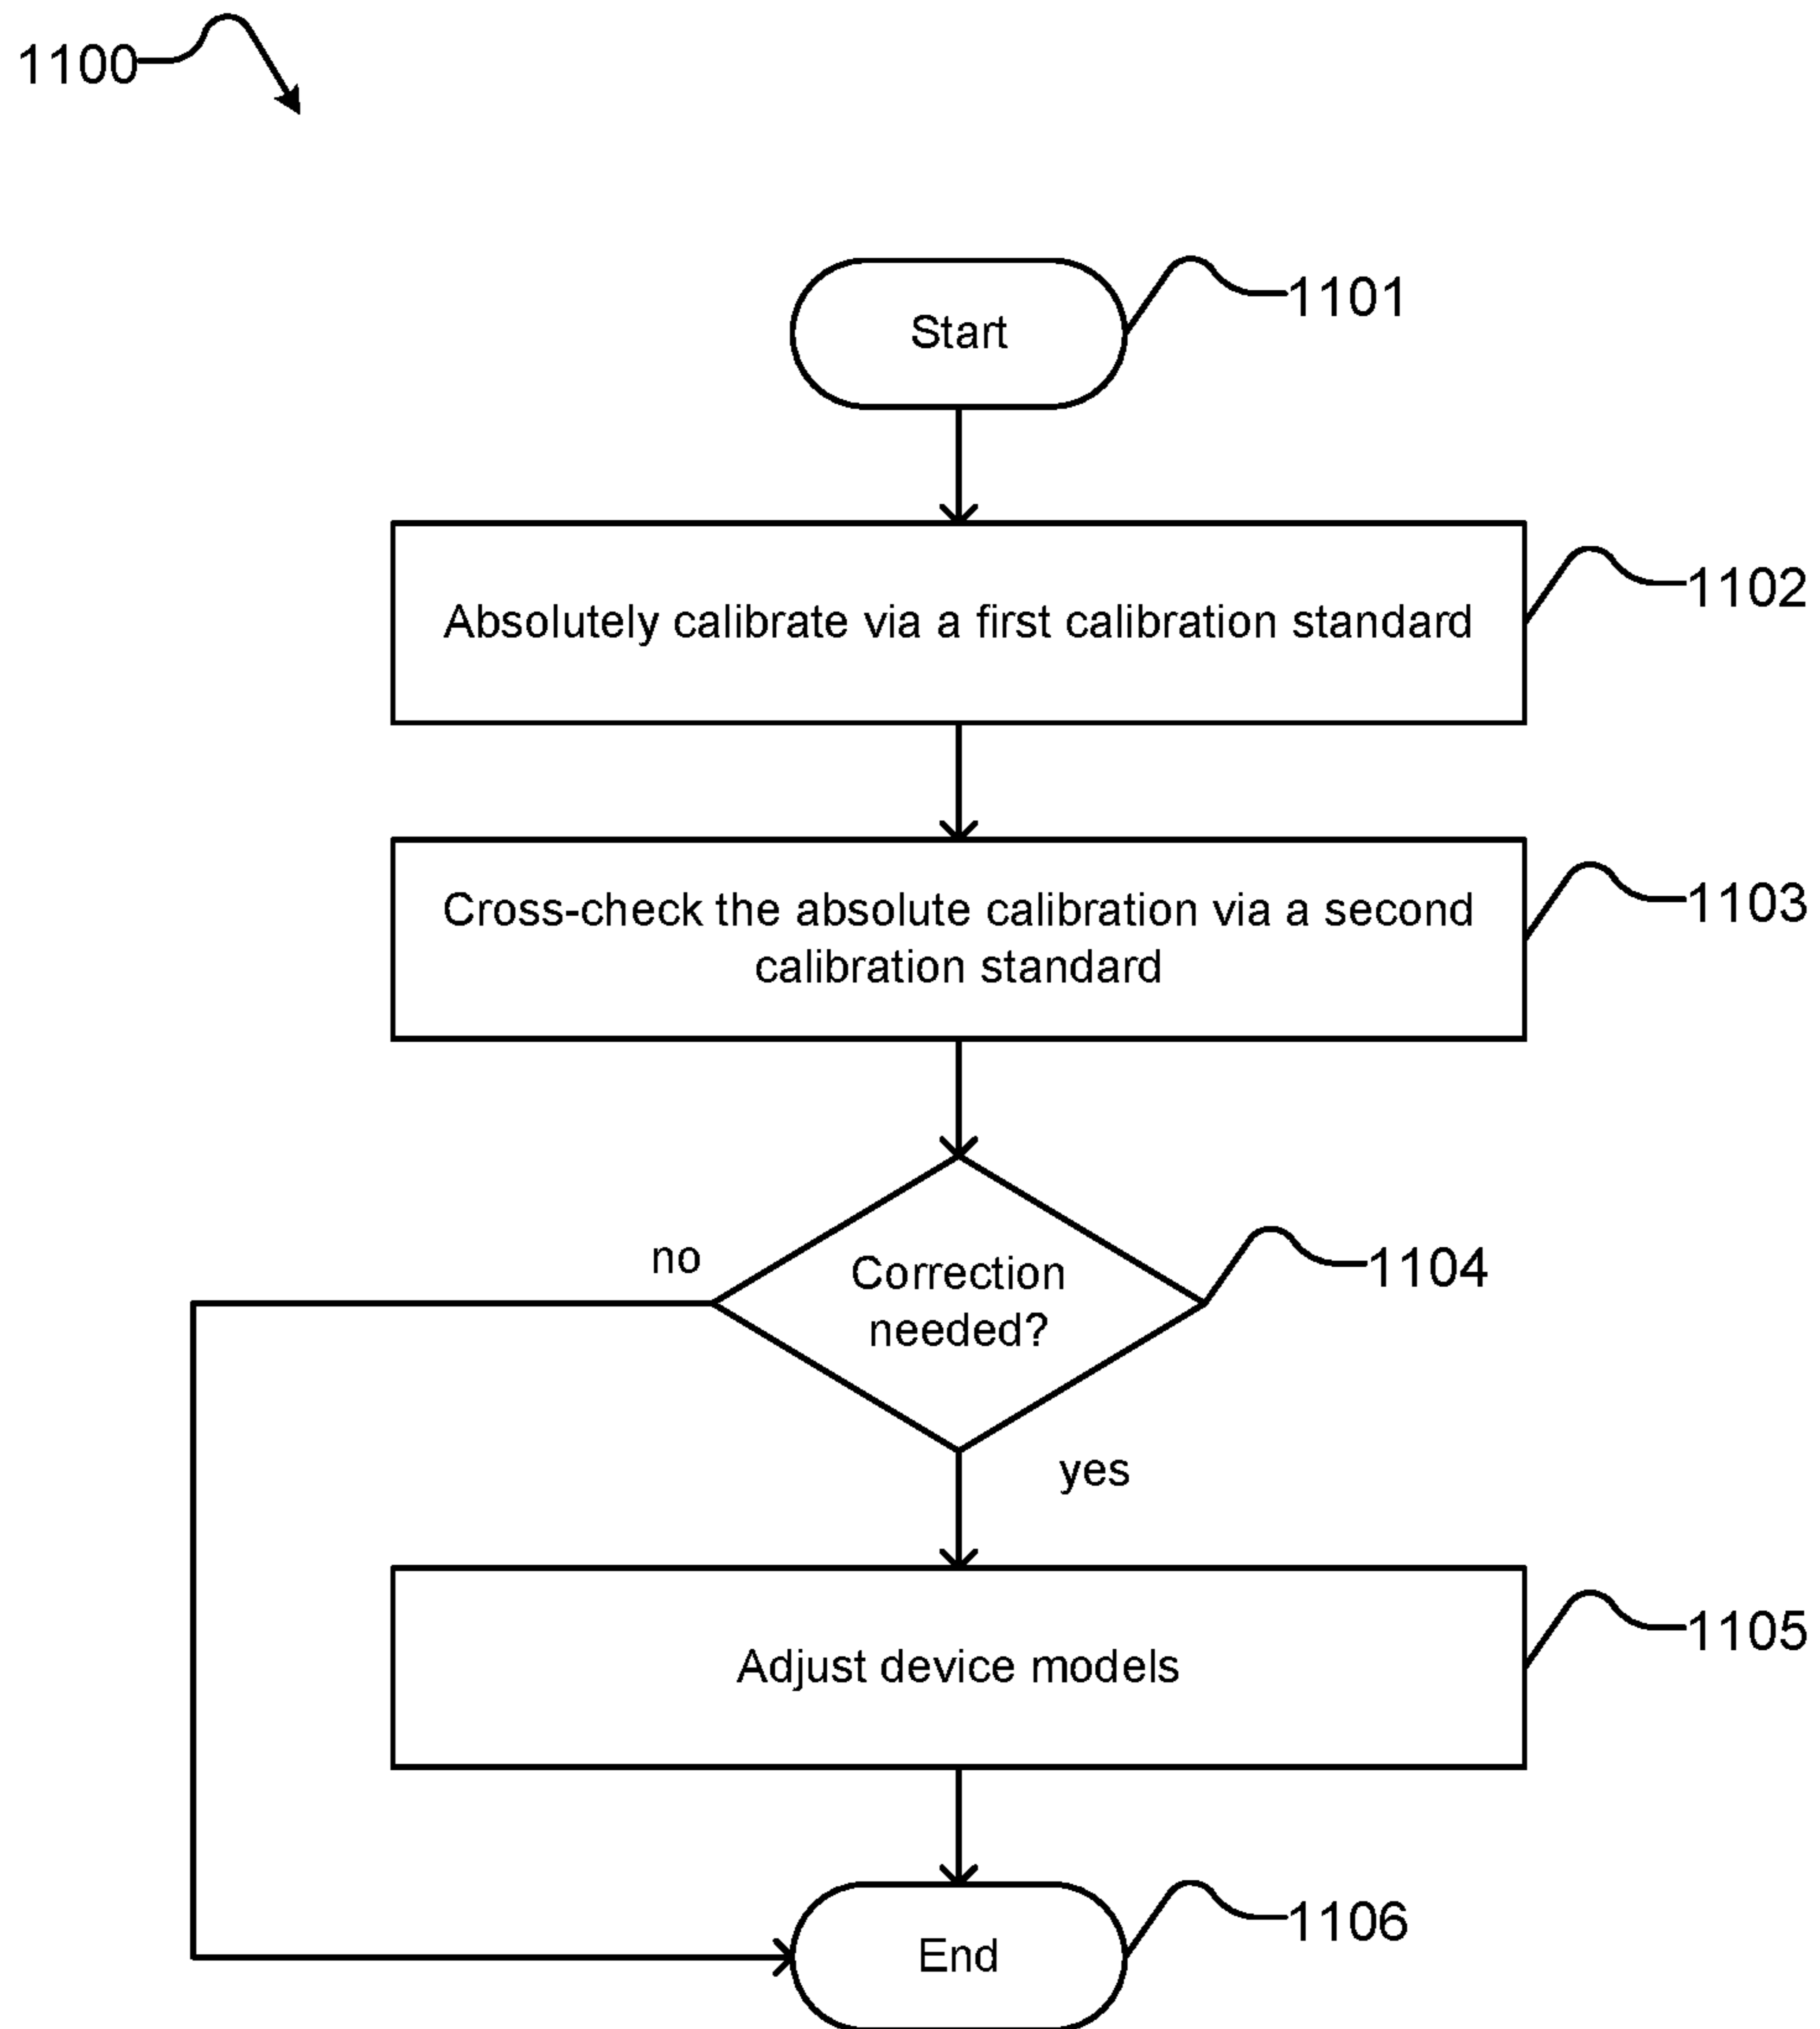 1100
Start
1101
Absolutely calibrate via a first calibration standard
1102
Cross-check the absolute calibration via a second
calibration standard
1103
Correction
needed?
1104
no
yes
Adjust device models
1105
End
1106